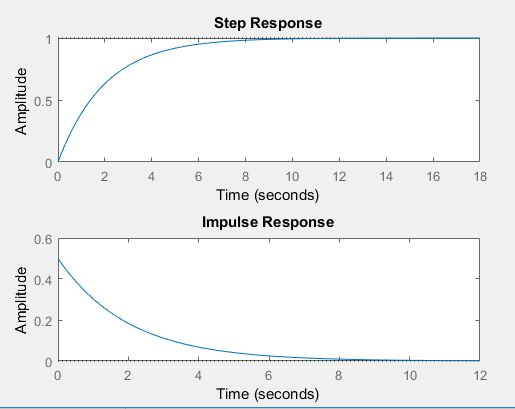 Step Response
1
0.5
0
Amplitude
0 2 4 6 8 10 12 14 16 18
Time (seconds)
Impulse Response
0.6
0.4
0.2
0
Amplitude
0 2 4 6 8 10 12
Time (seconds)